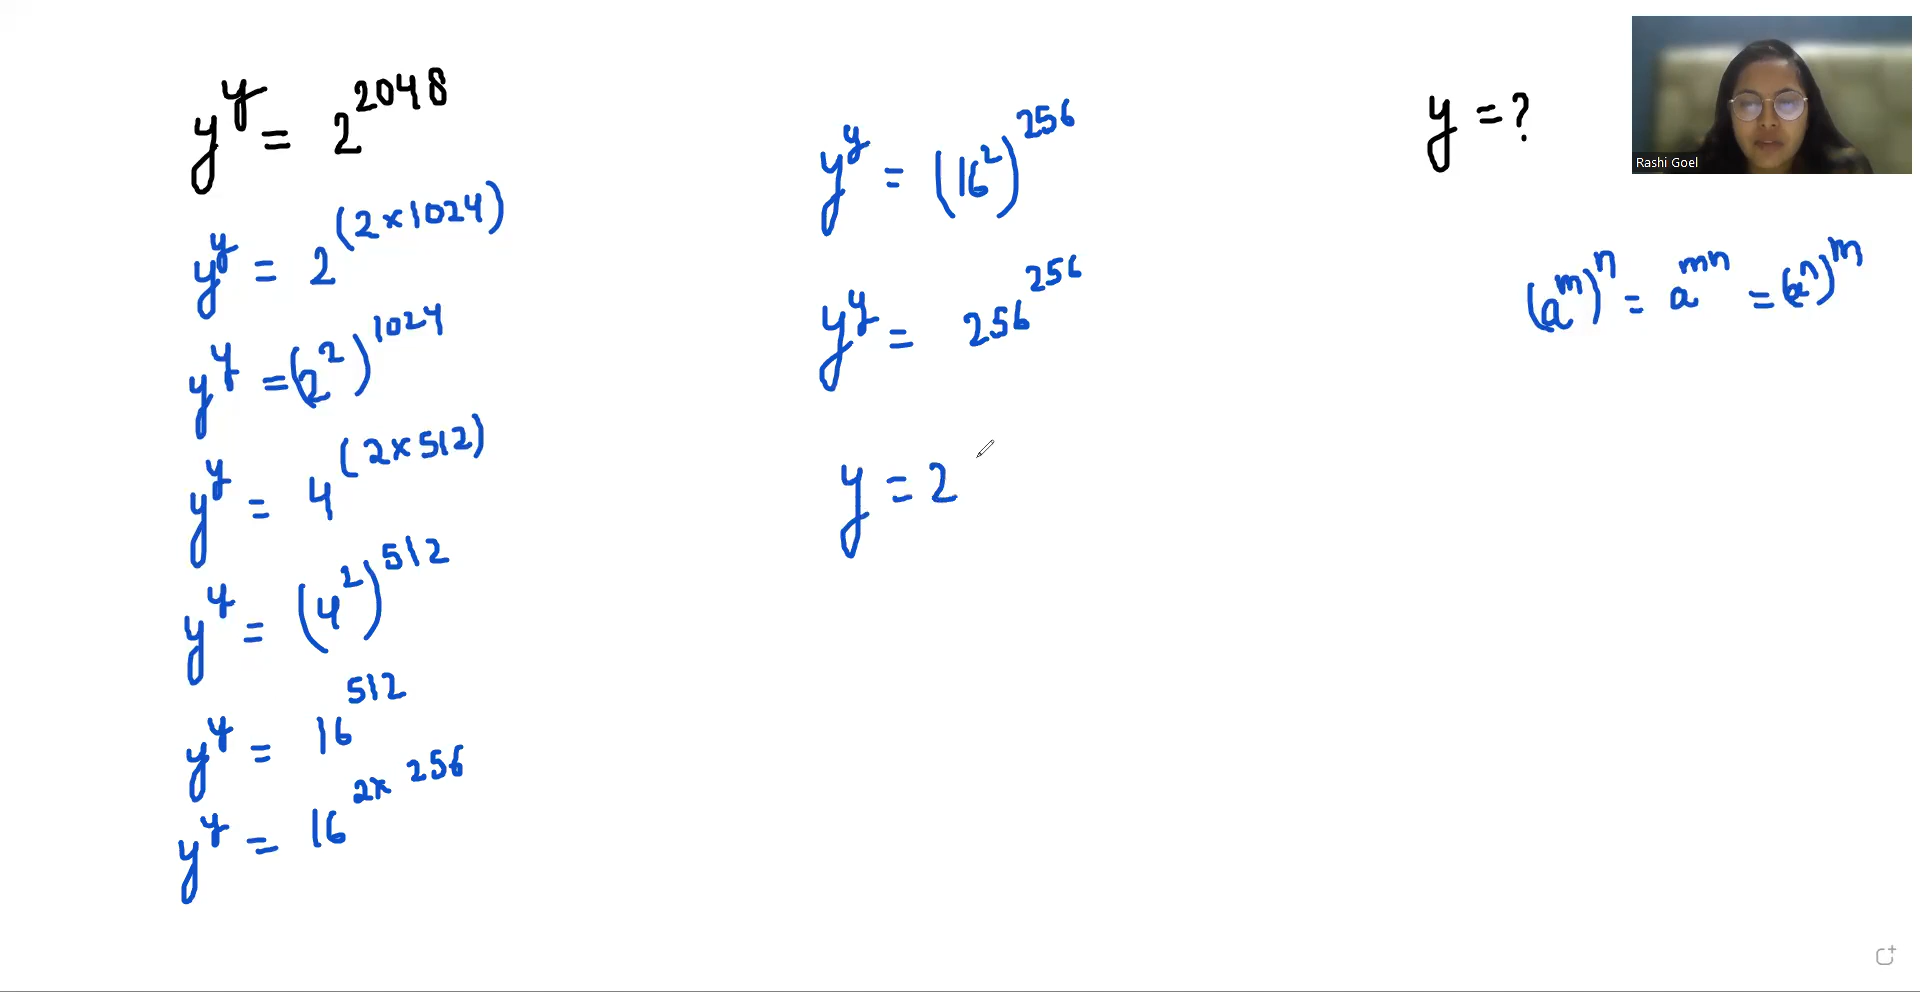 y^y = 2^2048
y^y = 2^(2×1024)
y^y = (2^2)^1024
y^y = 4^(2×512)
y^y = (4^2)^512
y^y = 16^512
y^y = 16^2× 256
y^y = (16^2)^256
y^y = 256^256
y = 2
y = ?
Rashi Goel
(a^m)^n = a^mn = (a^n)^m